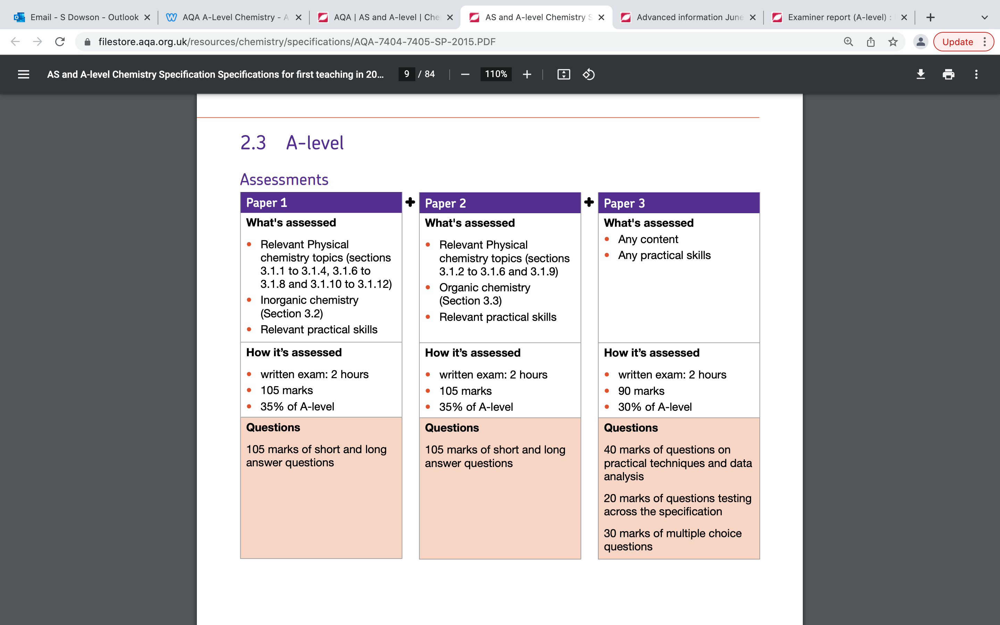 Email - S Dowson - Outlook
AQA A-Level Chemistry - A
AQA | AS and A-level | Che
AS and A-level Chemistry S
Advanced information June
Examiner report (A-level) :
filestore.aqa.org.uk/resources/chemistry/specifications/AQA-7404-7405-SP-2015.PDF
Update
AS and A-level Chemistry Specification Specifications for first teaching in 20...
9 / 84
110%
2.3 A-level
Assessments
Paper 1
What's assessed
Relevant Physical
chemistry topics (sections
3.1.1 to 3.1.4, 3.1.6 to
3.1.8 and 3.1.10 to 3.1.12)
Inorganic chemistry
(Section 3.2)
Relevant practical skills
How it’s assessed
written exam: 2 hours
105 marks
35% of A-level
Questions
105 marks of short and long
answer questions
+
Paper 2
What's assessed
Relevant Physical
chemistry topics (sections
3.1.2 to 3.1.6 and 3.1.9)
Organic chemistry
(Section 3.3)
Relevant practical skills
How it’s assessed
written exam: 2 hours
105 marks
35% of A-level
Questions
105 marks of short and long
answer questions
+
Paper 3
What's assessed
Any content
Any practical skills
How it’s assessed
written exam: 2 hours
90 marks
30% of A-level
Questions
40 marks of questions on
practical techniques and data
analysis
20 marks of questions testing
across the specification
30 marks of multiple choice
questions